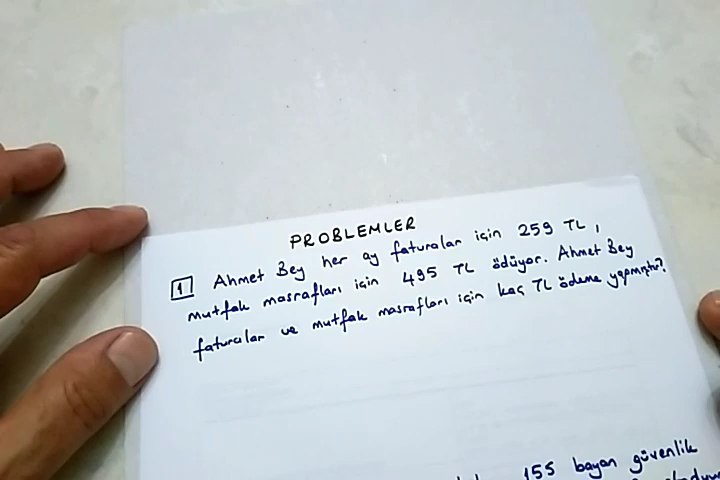 PROBLEMLER
1 Ahmet Bey her ay faturalar için 259 TL,
mutfak masrafları için 495 TL ödüyor. Ahmet Bey
faturalar ve mutfak masrafları için kaç TL ödeme yapmıştır?
155 bayan güvenlik